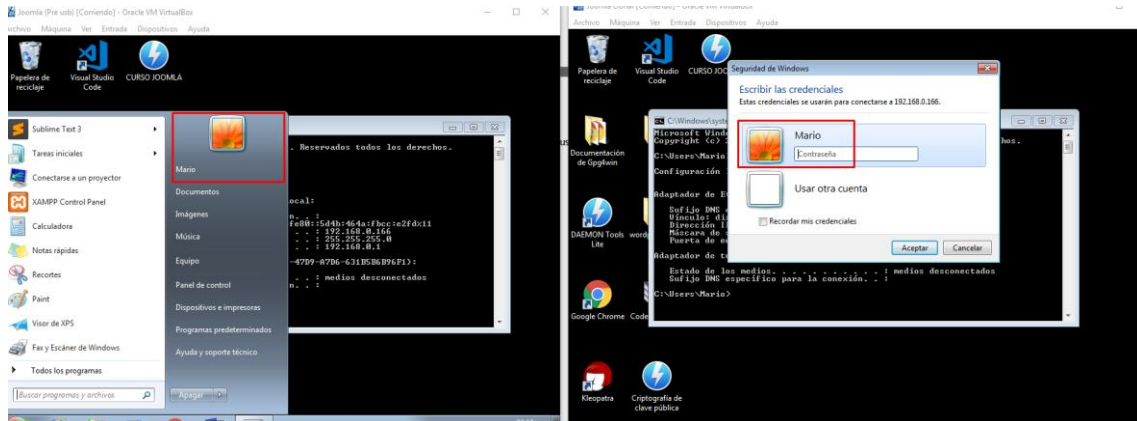 Joomla (Pre usb) [Corriendo] - Oracle VM VirtualBox
Archivo Máquina Ver Entrada Dispositivos Ayuda
Papelera de reciclaje
Visual Studio Code
CURSO JOOMLA
Sublime Text 3
Tareas iniciales
Conectarse a un proyector
XAMPP Control Panel
Calculadora
Notas rápidas
Recortes
Paint
Visor de XPS
Fax y Escáner de Windows
Todos los programas
Buscar programas y archivos
Mario
Documentos
Imágenes
Música
Equipo
Panel de control
Dispositivos e impresoras
Programas predeterminados
Ayuda y soporte técnico
Apagar
. Reservados todos los derechos.
ocal:
n. . :
fe80::5d4b:464a:fbcc:e2fd%11
. . : 192.168.0.166
. . : 255.255.255.0
. . : 192.168.0.1
-47D9-A7D6-631B5B6B96F1>:
. . : medios desconectados
n. . :
Archivo Máquina Ver Entrada Dispositivos Ayuda
Papelera de reciclaje
Visual Studio Code
CURSO JOO
Documentación de Gpg4win
DAEMON Tools Lite
word
Google Chrome
Code
Kleopatra
Criptografía de clave pública
Seguridad de Windows
Escribir las credenciales
Estas credenciales se usarán para conectarse a 192.168.0.166.
Mario
Contraseña
Usar otra cuenta
Recordar mis credenciales
Aceptar
Cancelar
C:\Windows\syste
Microsoft Wind
Copyright (c)
hos.
C:\Users\Mario
Configuración
Adaptador de E
Sufijo DNS
Vínculo: di
Dirección I
Máscara de
Puerta de e
Adaptador de t
Estado de los medios. . . . . . . . . . . : medios desconectados
Sufijo DNS específico para la conexión. . :
C:\Users\Mario>